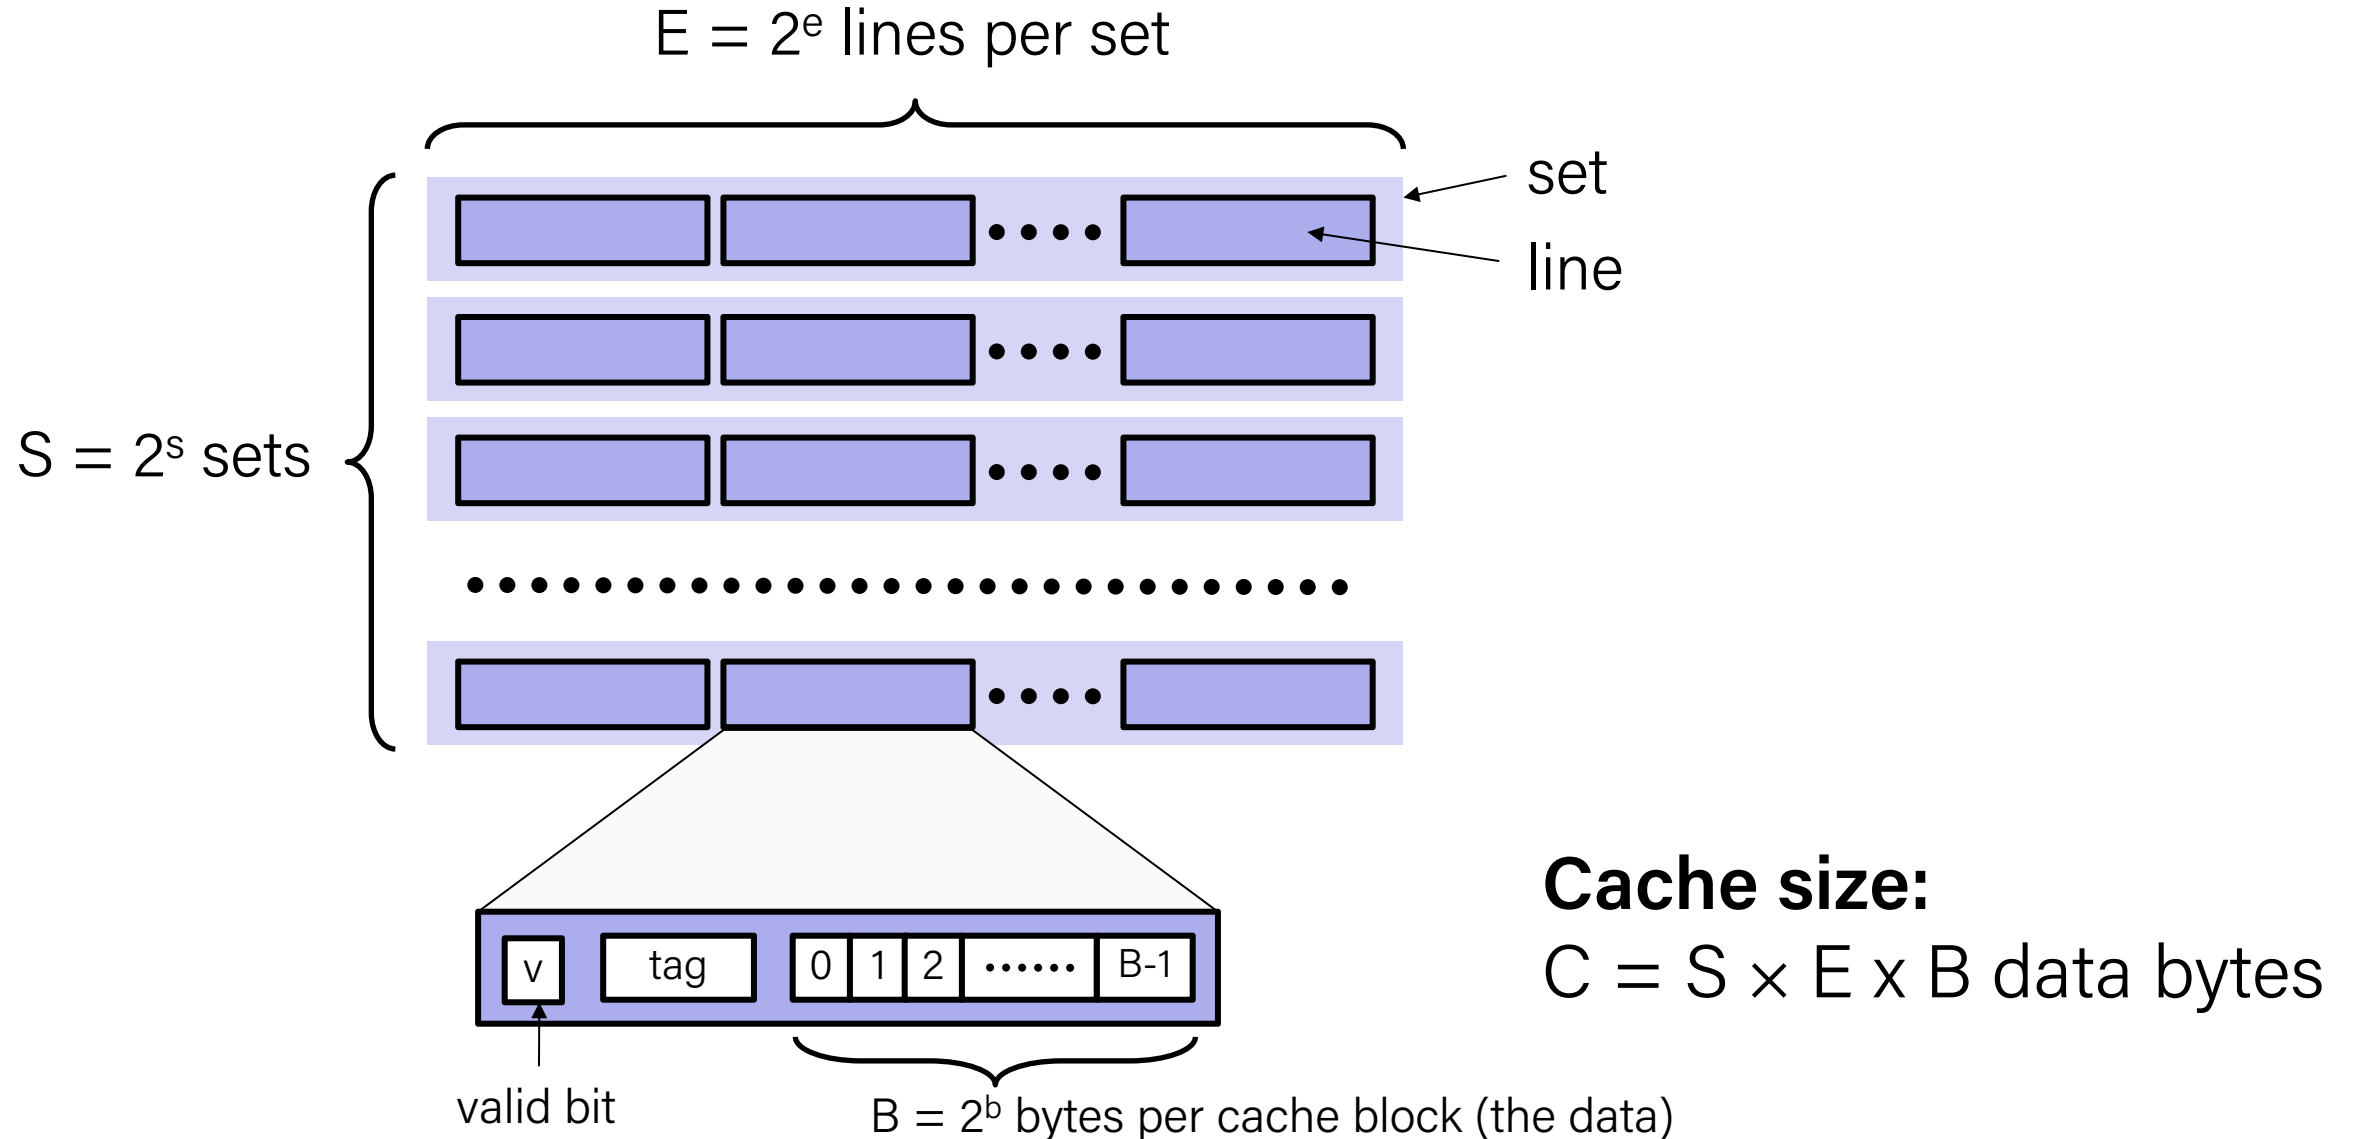 E = 2ᵉ lines per set
set
line
S = 2ˢ sets
v
tag
0
1
2
B-1
valid bit
B = 2ᵇ bytes per cache block (the data)
Cache size:
C = S × E x B data bytes